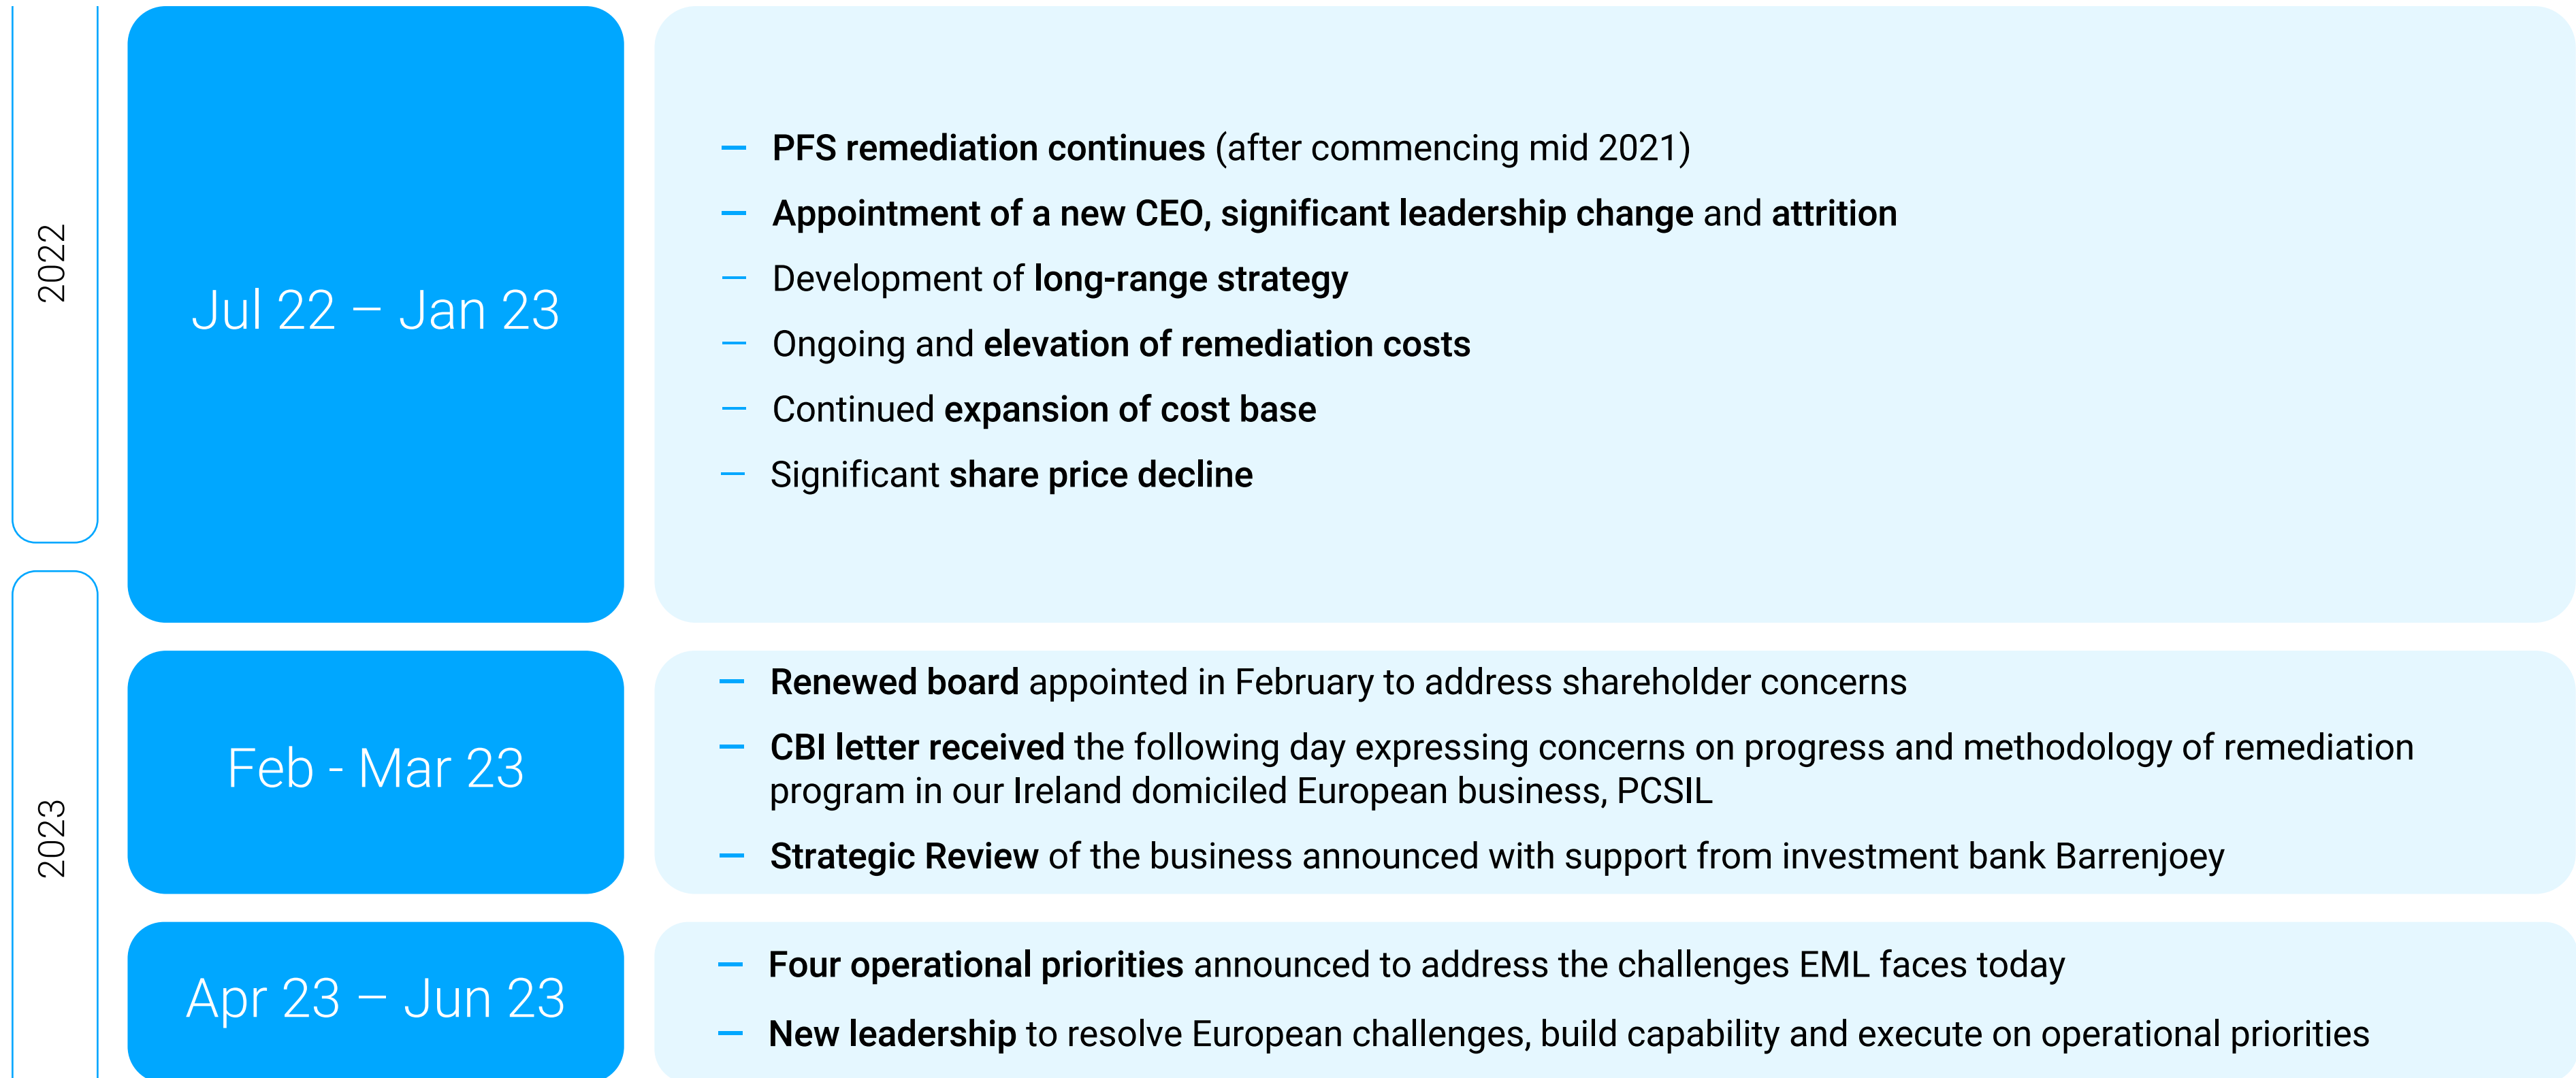 2022
Jul 22 – Jan 23
— PFS remediation continues (after commencing mid 2021)
— Appointment of a new CEO, significant leadership change and attrition
— Development of long-range strategy
— Ongoing and elevation of remediation costs
— Continued expansion of cost base
— Significant share price decline
2023
Feb - Mar 23
— Renewed board appointed in February to address shareholder concerns
— CBI letter received the following day expressing concerns on progress and methodology of remediation
program in our Ireland domiciled European business, PCSIL
— Strategic Review of the business announced with support from investment bank Barrenjoey
Apr 23 – Jun 23
— Four operational priorities announced to address the challenges EML faces today
— New leadership to resolve European challenges, build capability and execute on operational priorities